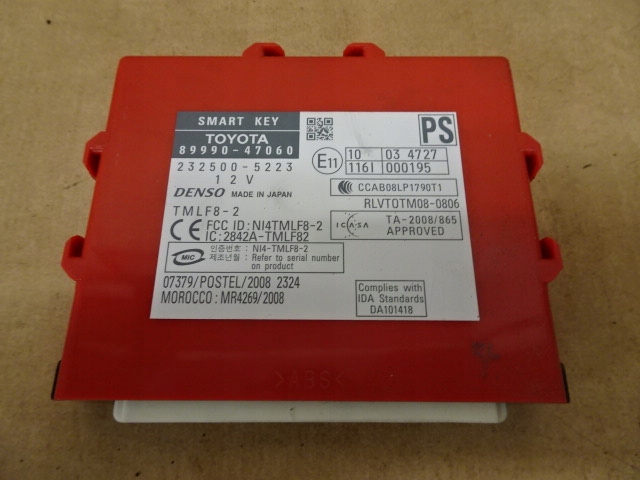 SMART KEY
TOYOTA
89990-47060
232500-5223
12V
DENSO MADE IN JAPAN
TMLF8-2
CE FCC ID : NI4TMLF8-2
IC : 2842A-TMLF82
MIC 인증번호 : NI4-TMLF8-2
제조년월 : Refer to serial number
on product
07379/POSTEL/2008 2324
MOROCCO : MR4269/2008
PS
E11 10 03 4727
116I 000195
CCAB08LP1790T1
RLVTOTM08-0806
ICASA TA-2008/865
APPROVED
Complies with
IDA Standards
DA101418
>ABS<